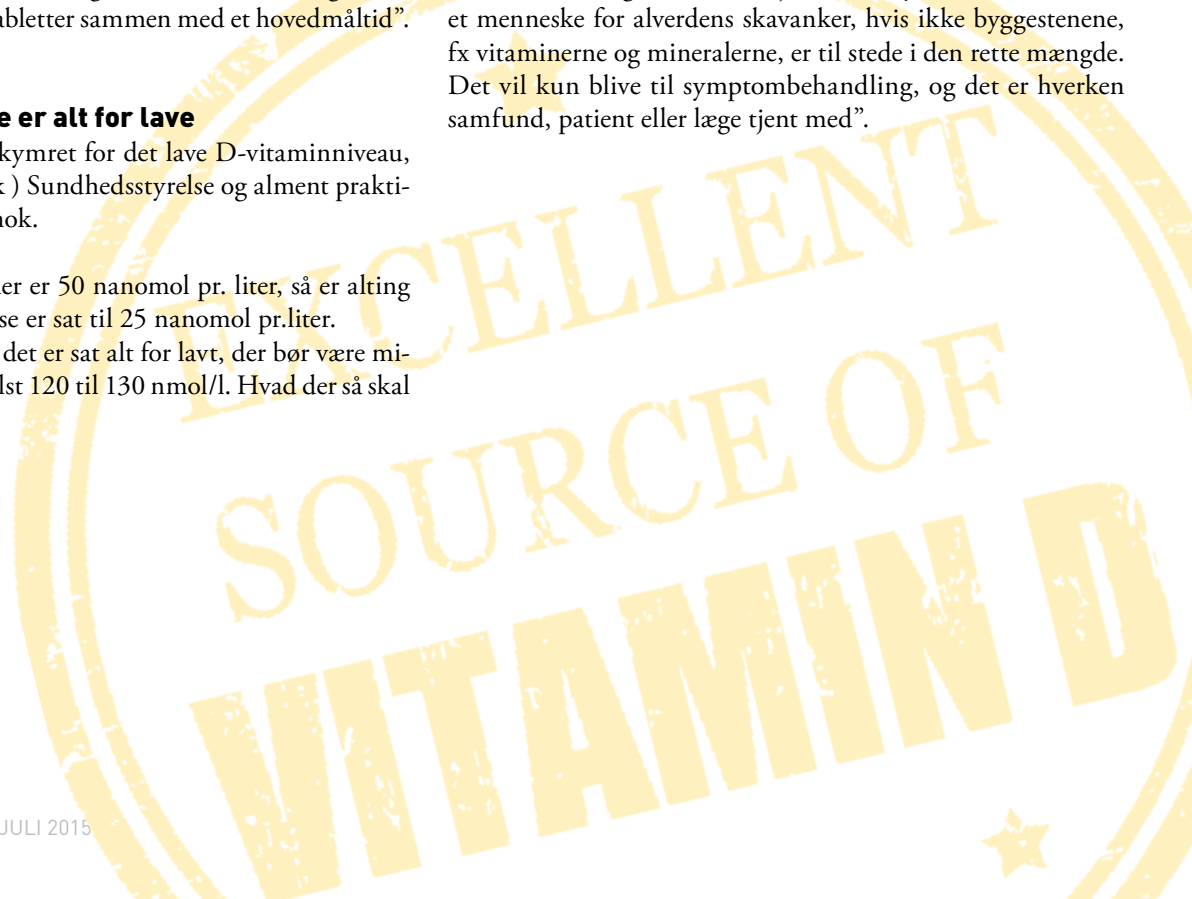 abletter sammen med et hovedmåltid”.
e er alt for lave
kymret for det lave D-vitaminniveau,
k ) Sundhedsstyrelse og alment prakti-
nok.
er er 50 nanomol pr. liter, så er alting
se er sat til 25 nanomol pr.liter.
det er sat alt for lavt, der bør være mi-
lst 120 til 130 nmol/l. Hvad der så skal
et menneske for alverdens skavanker, hvis ikke byggestenene,
fx vitaminerne og mineralerne, er til stede i den rette mængde.
Det vil kun blive til symptombehandling, og det er hverken
samfund, patient eller læge tjent med”.
EXCELLENT
SOURCE OF
VITAMIN D
JULI 2015